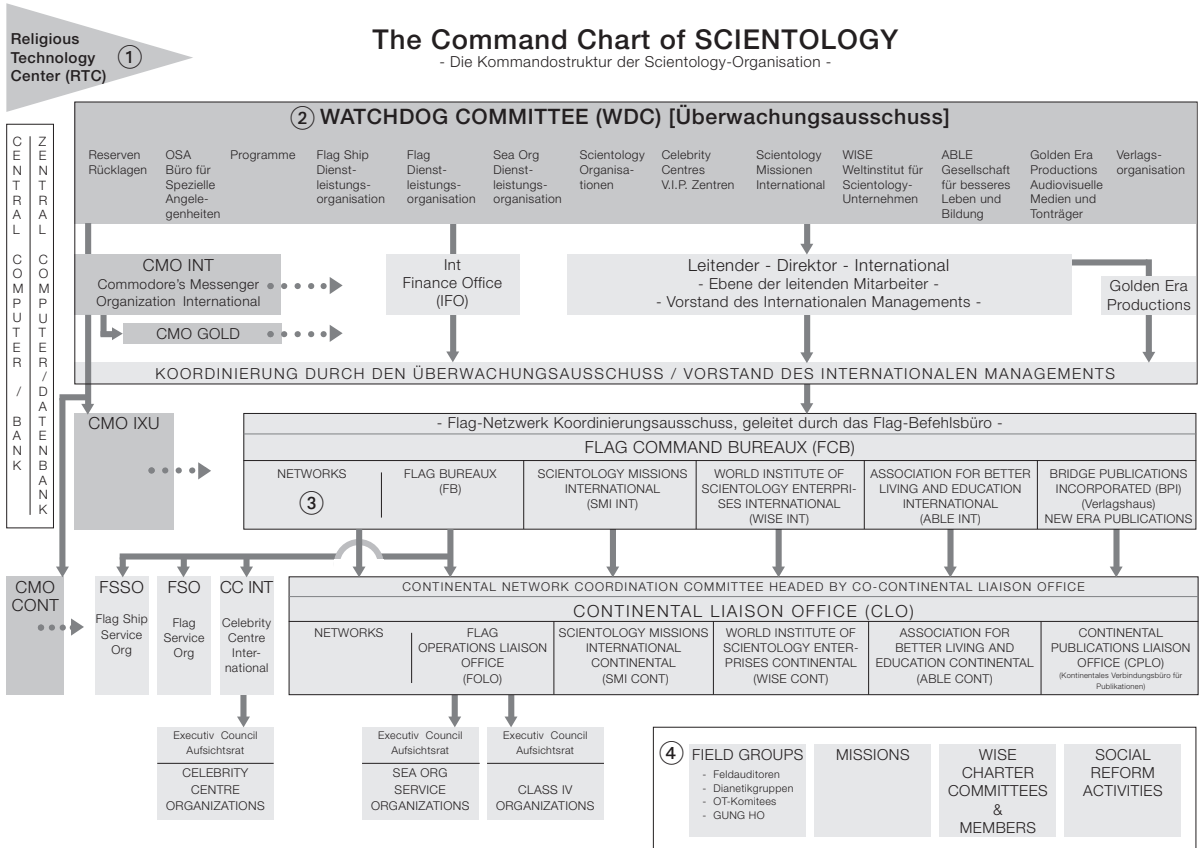 Religious
Technology
Center (RTC)
1
The Command Chart of SCIENTOLOGY
- Die Kommandostruktur der Scientology-Organisation -
CENTRAL COMPUTER / BANK
ZENTRAL COMPUTER/DATENBANK
2 WATCHDOG COMMITTEE (WDC) [Überwachungsausschuss]
Reserven
Rücklagen
OSA
Büro für
Spezielle
Angele-
genheiten
Programme
Flag Ship
Dienst-
leistungs-
organisation
Flag
Dienst-
leistungs-
organisation
Sea Org
Dienst-
leistungs-
organisation
Scientology
Organisa-
tionen
Celebrity
Centres
V.I.P. Zentren
Scientology
Missionen
International
WISE
Weltinstitut für
Scientology-
Unternehmen
ABLE
Gesellschaft
für besseres
Leben und
Bildung
Golden Era
Productions
Audiovisuelle
Medien und
Tonträger
Verlags-
organisation
CMO INT
Commodore's Messenger
Organization International
CMO GOLD
Int
Finance Office
(IFO)
Leitender - Direktor - International
- Ebene der leitenden Mitarbeiter -
- Vorstand des Internationalen Managements -
Golden Era
Productions
KOORDINIERUNG DURCH DEN ÜBERWACHUNGSAUSSCHUSS / VORSTAND DES INTERNATIONALEN MANAGEMENTS
CMO IXU
- Flag-Netzwerk Koordinierungsausschuss, geleitet durch das Flag-Befehlsbüro -
FLAG COMMAND BUREAUX (FCB)
NETWORKS
3
FLAG BUREAUX
(FB)
SCIENTOLOGY MISSIONS
INTERNATIONAL
(SMI INT)
WORLD INSTITUTE OF
SCIENTOLOGY ENTERPRI-
SES INTERNATIONAL
(WISE INT)
ASSOCIATION FOR BETTER
LIVING AND EDUCATION
INTERNATIONAL
(ABLE INT)
BRIDGE PUBLICATIONS
INCORPORATED (BPI)
(Verlagshaus)
NEW ERA PUBLICATIONS
CMO
CONT
FSSO
Flag Ship
Service
Org
FSO
Flag
Service
Org
CC INT
Celebrity
Centre
Inter-
national
CONTINENTAL NETWORK COORDINATION COMMITTEE HEADED BY CO-CONTINENTAL LIAISON OFFICE
CONTINENTAL LIAISON OFFICE (CLO)
NETWORKS
FLAG
OPERATIONS LIAISON
OFFICE
(FOLO)
SCIENTOLOGY MISSIONS
INTERNATIONAL
CONTINENTAL
(SMI CONT)
WORLD INSTITUTE OF
SCIENTOLOGY ENTER-
PRISES CONTINENTAL
(WISE CONT)
ASSOCIATION FOR
BETTER LIVING AND
EDUCATION CONTINENTAL
(ABLE CONT)
CONTINENTAL
PUBLICATIONS LIAISON
OFFICE (CPLO)
(Kontinentales Verbindungsbüro für
Publikationen)
Executiv Council
Aufsichtsrat
CELEBRITY
CENTRE
ORGANIZATIONS
Executiv Council
Aufsichtsrat
SEA ORG
SERVICE
ORGANIZATIONS
Executiv Council
Aufsichtsrat
CLASS IV
ORGANIZATIONS
4 FIELD GROUPS
- Feldauditoren
- Dianetikgruppen
- OT-Komitees
- GUNG HO
MISSIONS
WISE
CHARTER
COMMITTEES
&
MEMBERS
SOCIAL
REFORM
ACTIVITIES